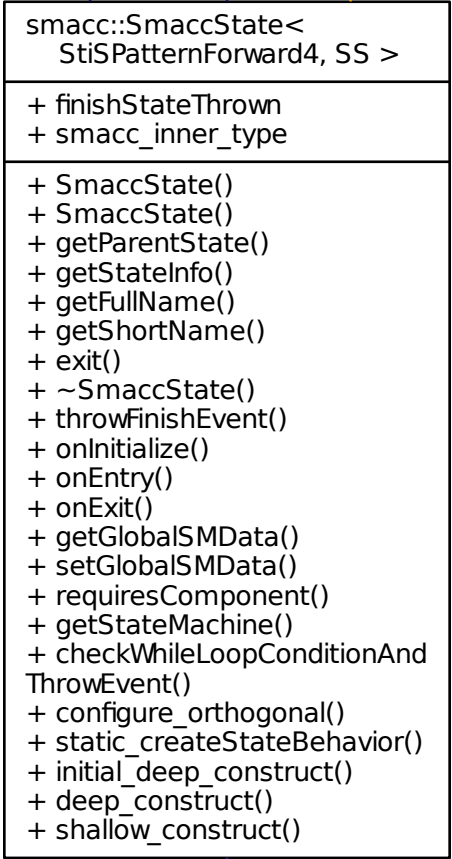 smacc::SmaccState<
StiSPatternForward4, SS >
+ finishStateThrown
+ smacc_inner_type
+ SmaccState()
+ SmaccState()
+ getParentState()
+ getStateInfo()
+ getFullName()
+ getShortName()
+ exit()
+ ~SmaccState()
+ throwFinishEvent()
+ onInitialize()
+ onEntry()
+ onExit()
+ getGlobalSMData()
+ setGlobalSMData()
+ requiresComponent()
+ getStateMachine()
+ checkWhileLoopConditionAnd
ThrowEvent()
+ configure_orthogonal()
+ static_createStateBehavior()
+ initial_deep_construct()
+ deep_construct()
+ shallow_construct()